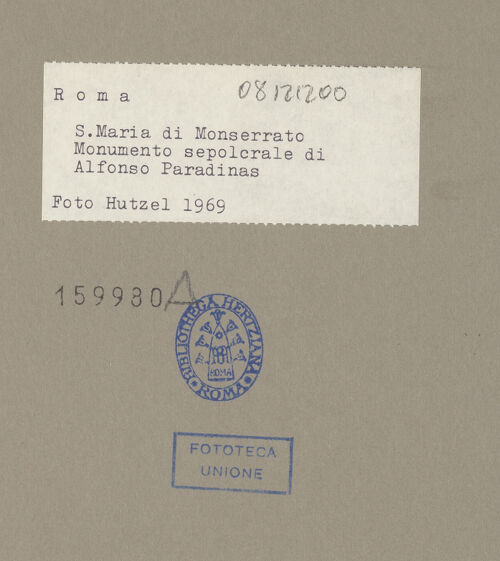 Roma
08121200
S.Maria di Monserrato
Monumento sepolcrale di
Alfonso Paradinas
Foto Hutzel 1969
159980A
BIBLIOTHECA HERTZIANA
ROMA
ROMA
FOTOTECA
UNIONE